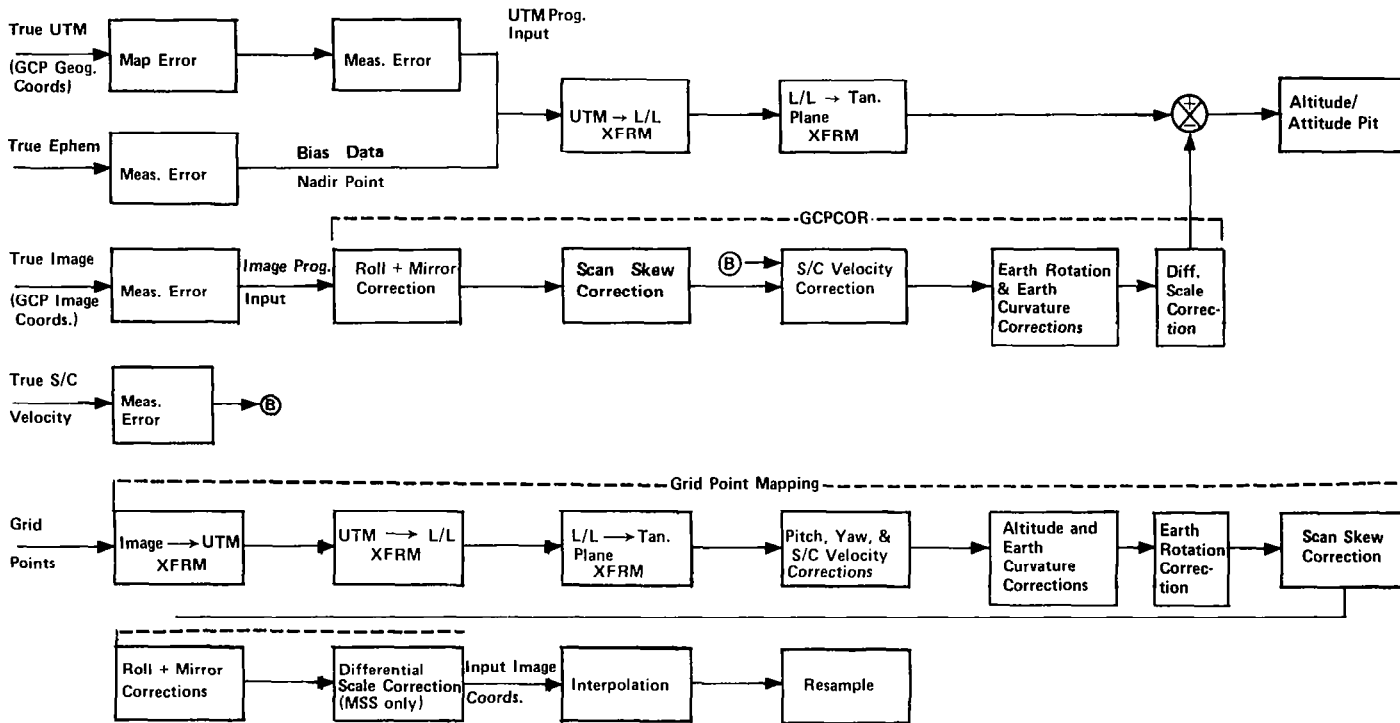 True UTM
(GCP Geog.
Coords)
Map Error
Meas. Error
UTM Prog.
Input
UTM → L/L
XFRM
L/L → Tan.
Plane
XFRM
+
−
Altitude/
Attitude Pit
True Ephem
Meas. Error
Bias Data
Nadir Point
GCPCOR
True Image
(GCP Image
Coords.)
Meas. Error
Image Prog.
Input
Roll + Mirror
Correction
Scan Skew
Correction
B
S/C Velocity
Correction
Earth Rotation
& Earth
Curvature
Corrections
Diff.
Scale
Correc-
tion
True S/C
Velocity
Meas.
Error
B
Grid Point Mapping
Grid
Points
Image → UTM
XFRM
UTM → L/L
XFRM
L/L → Tan.
Plane
XFRM
Pitch, Yaw, &
S/C Velocity
Corrections
Altitude and
Earth
Curvature
Corrections
Earth
Rotation
Correc-
tion
Scan Skew
Correction
Roll + Mirror
Corrections
Differential
Scale Correction
(MSS only)
Input Image
Coords.
Interpolation
Resample